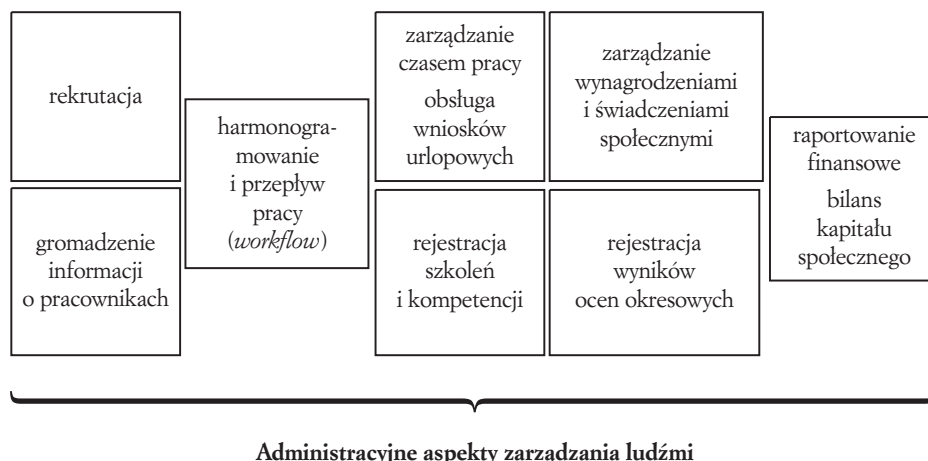 rekrutacja
gromadzenie
informacji
o pracownikach
harmonogra-
mowanie
i przepływ
pracy
(workflow)
zarządzanie
czasem pracy
obsługa
wniosków
urlopowych
rejestracja
szkoleń
i kompetencji
zarządzanie
wynagrodzeniami
i świadczeniami
społecznymi
rejestracja
wyników
ocen okresowych
raportowanie
finansowe
bilans
kapitału
społecznego
Administracyjne aspekty zarządzania ludźmi